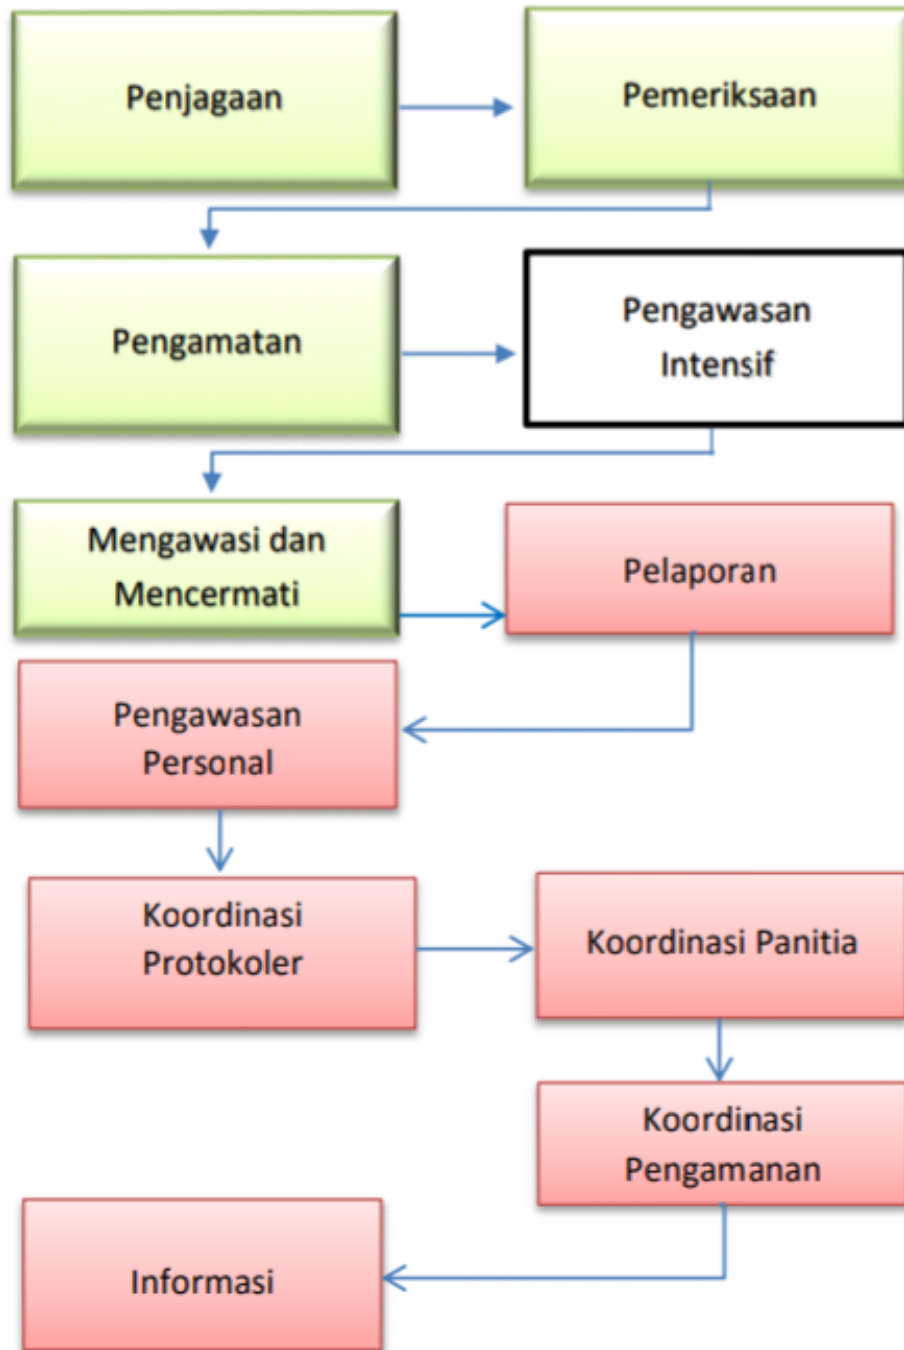 Penjagaan
Pemeriksaan
Pengamatan
Pengawasan
Intensif
Mengawasi dan
Mencermati
Pelaporan
Pengawasan
Personal
Koordinasi
Protokoler
Koordinasi Panitia
Koordinasi
Pengamanan
Informasi